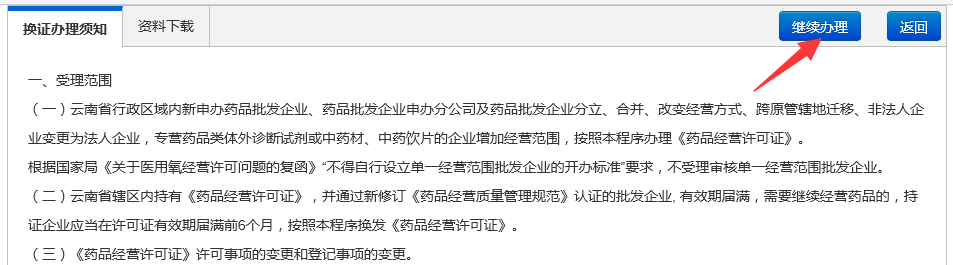 换证办理须知 资料下载 继续办理 返回
一、受理范围
（一）云南省行政区域内新申办药品批发企业、药品批发企业申办分公司及药品批发企业分立、合并、改变经营方式、跨原管辖地迁移、非法人企
业变更为法人企业，专营药品类体外诊断试剂或中药材、中药饮片的企业增加经营范围，按照本程序办理《药品经营许可证》。
根据国家局《关于医用氧经营许可问题的复函》“不得自行设立单一经营范围批发企业的开办标准”要求，不受理审核单一经营范围批发企业。
（二）云南省辖区内持有《药品经营许可证》，并通过新修订《药品经营质量管理规范》认证的批发企业, 有效期届满，需要继续经营药品的，持
证企业应当在许可证有效期届满前6个月，按照本程序换发《药品经营许可证》。
（三）《药品经营许可证》许可事项的变更和登记事项的变更。